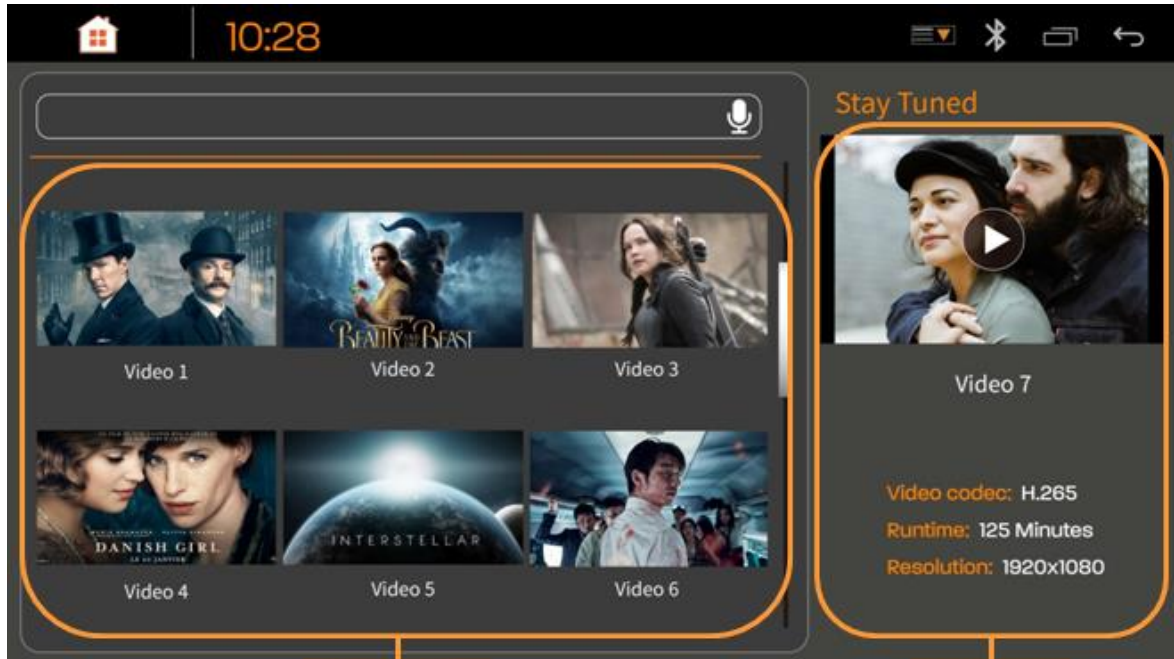 10:28
Stay Tuned
BEAUTY AND THE BEAST
Video 1
Video 2
Video 3
Video 7
DANISH GIRL
INTERSTELLAR
Video 4
Video 5
Video 6
Video codec: H.265
Runtime: 125 Minutes
Resolution: 1920x1080